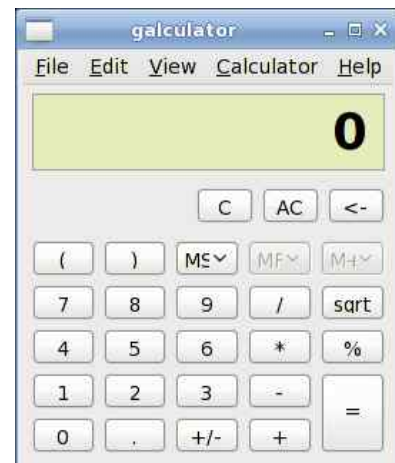 galculator
File Edit View Calculator Help
0
C AC <-
( ) MS
7 8 9 / sqrt
4 5 6 * %
1 2 3 - =
0 . +/- +